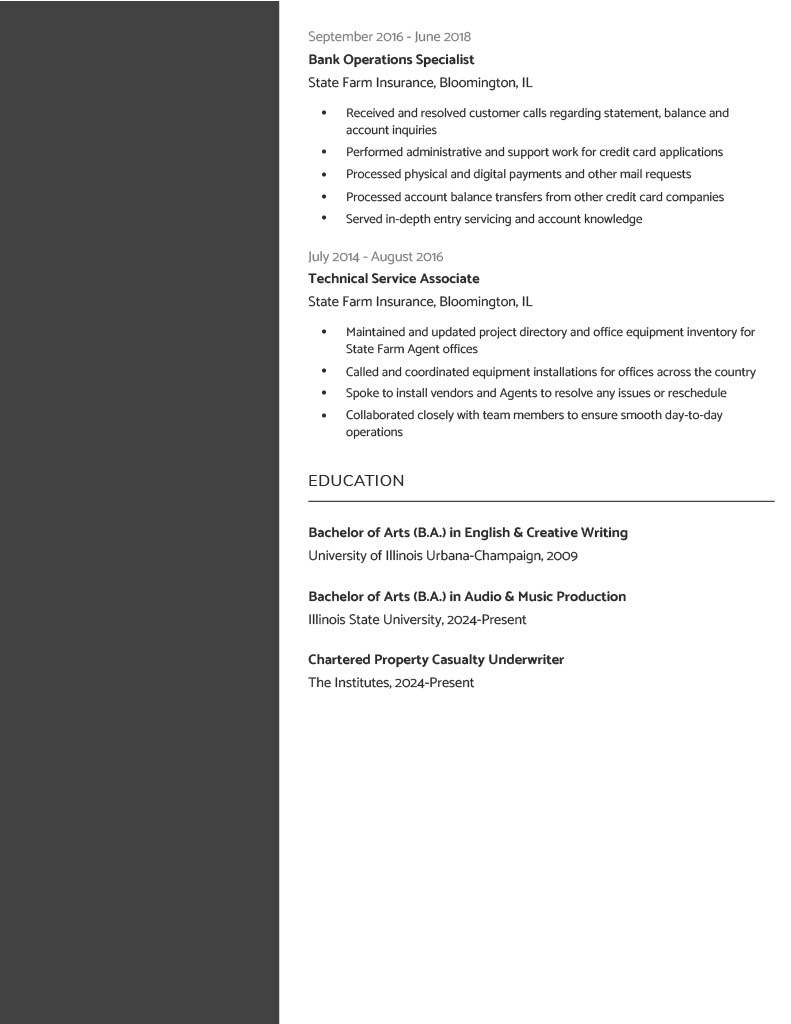 September 2016 - June 2018
Bank Operations Specialist
State Farm Insurance, Bloomington, IL
• Received and resolved customer calls regarding statement, balance and
account inquiries
• Performed administrative and support work for credit card applications
• Processed physical and digital payments and other mail requests
• Processed account balance transfers from other credit card companies
• Served in-depth entry servicing and account knowledge
July 2014 - August 2016
Technical Service Associate
State Farm Insurance, Bloomington, IL
• Maintained and updated project directory and office equipment inventory for
State Farm Agent offices
• Called and coordinated equipment installations for offices across the country
• Spoke to install vendors and Agents to resolve any issues or reschedule
• Collaborated closely with team members to ensure smooth day-to-day
operations
EDUCATION
Bachelor of Arts (B.A.) in English & Creative Writing
University of Illinois Urbana-Champaign, 2009
Bachelor of Arts (B.A.) in Audio & Music Production
Illinois State University, 2024-Present
Chartered Property Casualty Underwriter
The Institutes, 2024-Present